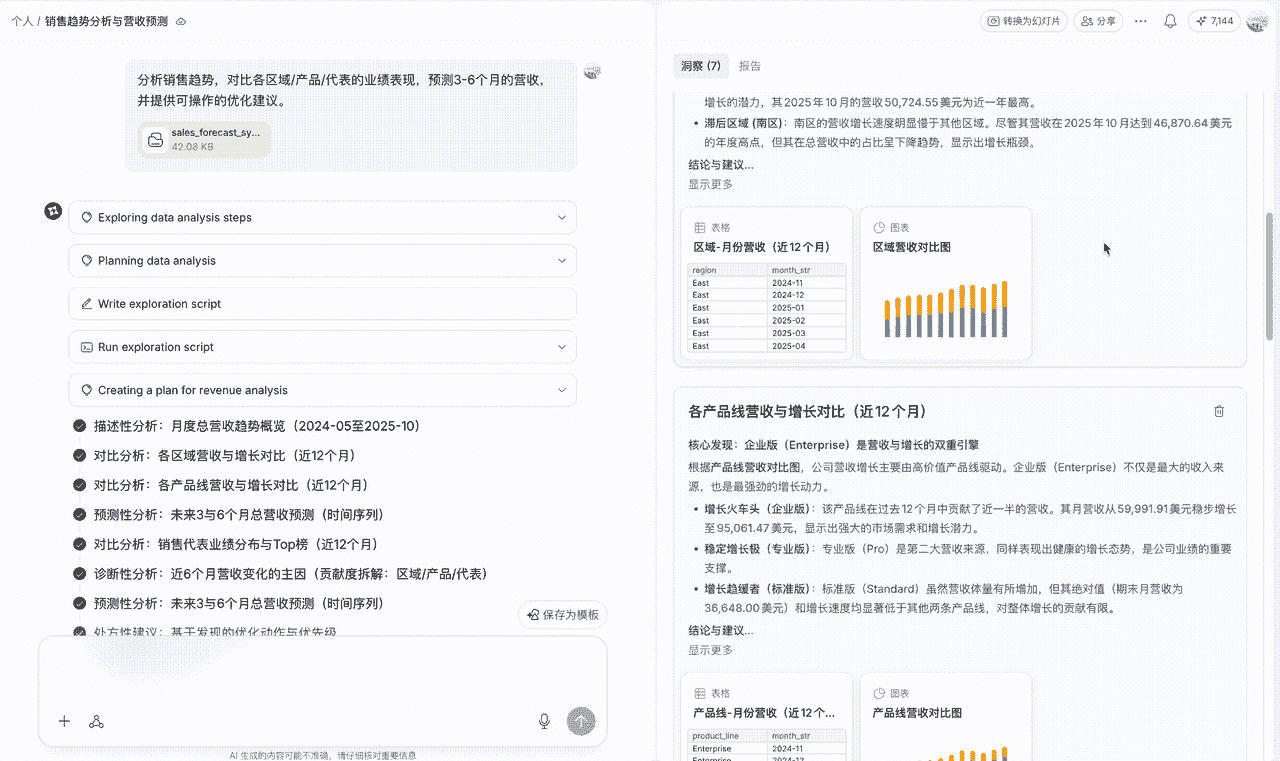 个人 / 销售趋势分析与营收预测
转换为幻灯片
分享
7,144
分析销售趋势，对比各区域/产品/代表的业绩表现，预测3-6个月的营收，
并提供可操作的优化建议。
sales_forecast_sy...
42.08 KB
Exploring data analysis steps
Planning data analysis
Write exploration script
Run exploration script
Creating a plan for revenue analysis
描述性分析：月度总营收趋势概览（2024-05至2025-10）
对比分析：各区域营收与增长对比（近12个月）
对比分析：各产品线营收与增长对比（近12个月）
预测性分析：未来3与6个月总营收预测（时间序列）
对比分析：销售代表业绩分布与Top榜（近12个月）
诊断性分析：近6个月营收变化的主因（贡献度拆解：区域/产品/代表）
预测性分析：未来3与6个月总营收预测（时间序列）
处方性建议：基于发现的优化动作与优先级
保存为模板
AI 生成的内容可能不准确，请仔细核对重要信息
洞察 (7)
报告
增长的潜力，其2025年10月的营收50,724.55美元为近一年最高。
• 滞后区域 (南区)：南区的营收增长速度明显慢于其他区域。尽管其营收在2025年10月达到46,870.64美元
的年度高点，但其在总营收中的占比呈下降趋势，显示出增长瓶颈。
结论与建议...
显示更多
表格
区域-月份营收（近12个月）
region month_str
East 2024-11
East 2024-12
East 2025-01
East 2025-02
East 2025-03
East 2025-04
图表
区域营收对比图
各产品线营收与增长对比（近12个月）
核心发现：企业版（Enterprise）是营收与增长的双重引擎
根据产品线营收对比图，公司营收增长主要由高价值产品线驱动。企业版（Enterprise）不仅是最大的收入来
源，也是最强劲的增长动力。
• 增长火车头（企业版）：该产品线在过去12个月中贡献了近一半的营收。其月营收从59,991.91美元稳步增长
至95,061.47美元，显示出强大的市场需求和增长潜力。
• 稳定增长极（专业版）：专业版（Pro）是第二大营收来源，同样表现出健康的增长态势，是公司业绩的重要
支撑。
• 增长趋缓者（标准版）：标准版（Standard）虽然营收体量有所增加，但其绝对值（期末月营收为
36,648.00美元）和增长速度均显著低于其他两条产品线，对整体增长的贡献有限。
结论与建议...
显示更多
表格
产品线-月份营收（近12个...
product_line month_str
Enterprise 2024-11
Enterprise 2024-12
图表
产品线营收对比图